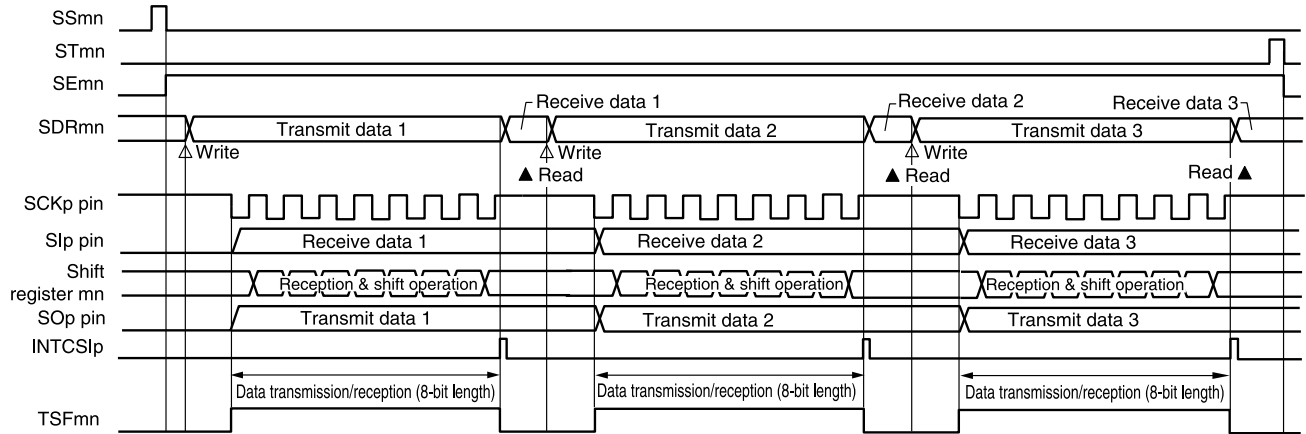 SSmn
STmn
SEmn
Receive data 1
Receive data 2
Receive data 3
SDRmn
Transmit data 1
Transmit data 2
Transmit data 3
Write
Write
Write
Read
Read
Read
SCKp pin
SIp pin
Receive data 1
Receive data 2
Receive data 3
Shift
register mn
Reception & shift operation
Reception & shift operation
Reception & shift operation
SOp pin
Transmit data 1
Transmit data 2
Transmit data 3
INTCSIp
Data transmission/reception (8-bit length)
Data transmission/reception (8-bit length)
Data transmission/reception (8-bit length)
TSFmn